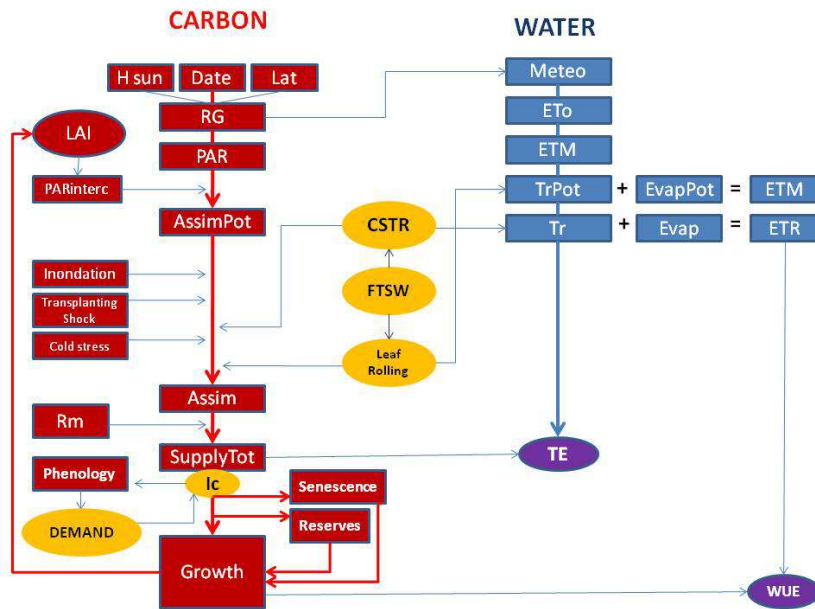 CARBON
WATER
H sun
Date
Lat
Meteo
RG
ETo
LAI
PAR
ETM
PARinterc
TrPot
+
EvapPot
=
ETM
AssimPot
CSTR
Tr
+
Evap
=
ETR
Inondation
FTSW
Transplanting
Shock
Cold stress
Leaf
Rolling
Assim
Rm
SupplyTot
TE
Phenology
Ic
Senescence
DEMAND
Reserves
Growth
WUE